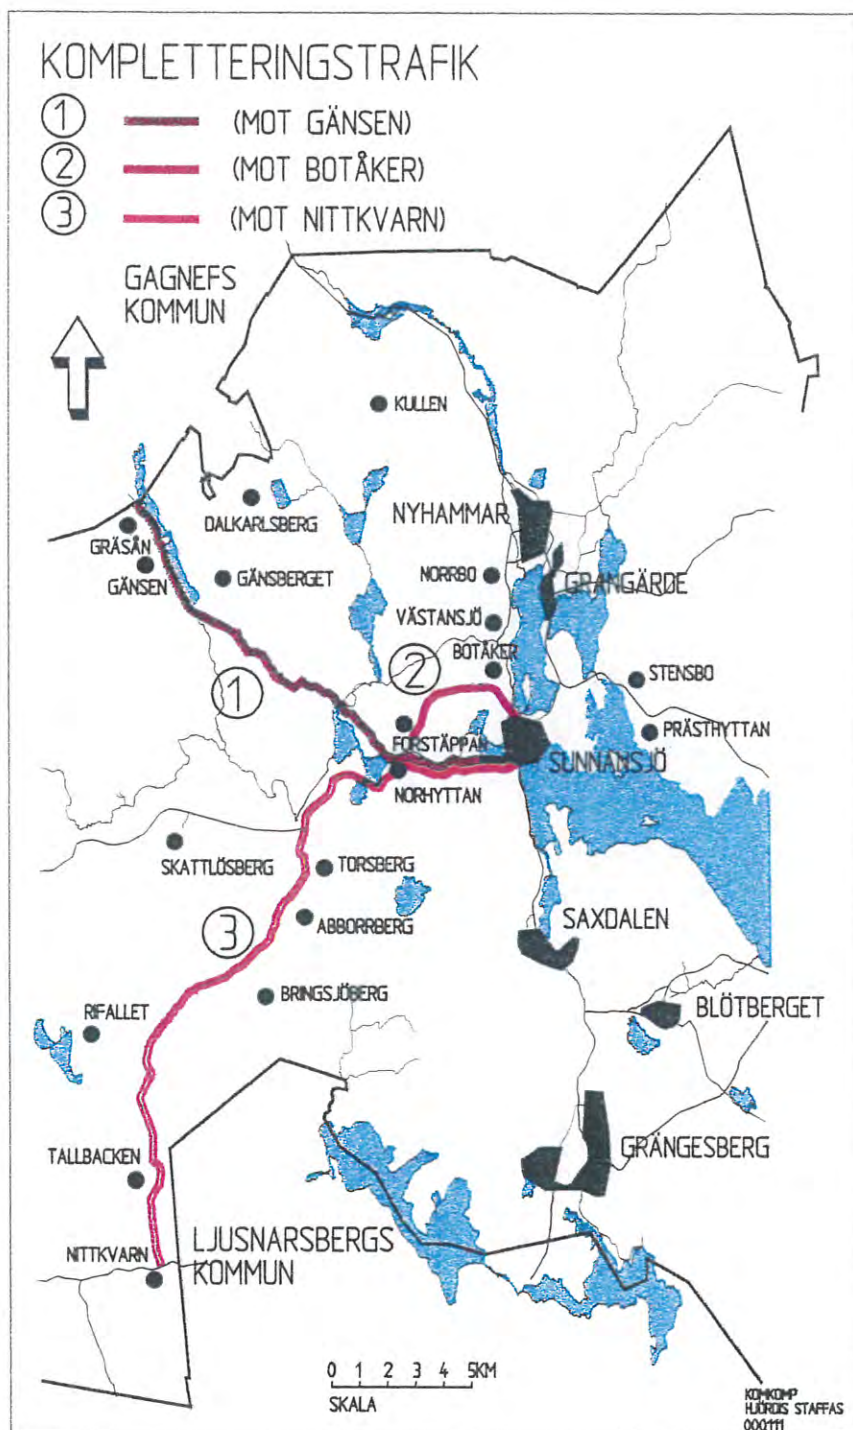 KOMPLETTERINGSTRAFIK
1 (MOT GÄNSEN)
2 (MOT BOTÅKER)
3 (MOT NITTKVARN)
GAGNEFS
KOMMUN
KULLEN
DALKARLSBERG
NYHAMMAR
GRÄSÅN
GÄNSEN
GÄNSBERGET
NORRBO
GRANGÄRDE
VÄSTANSJÖ
BOTÅKER
2
STENSBO
1
FORSTÄPPAN
PRÄSTHYTTAN
SUNNANSJÖ
NORHYTTAN
SKATTLÖSBERG
TORSBERG
ABBORRBERG
SAXDALEN
3
BRINGSJÖBERG
RIFALLET
BLÖTBERGET
GRÄNGESBERG
TALLBACKEN
NITTKVARN
LJUSNARSBERGS
KOMMUN
0 1 2 3 4 5KM
SKALA
KOMKOMP
HJÖRDIS STAFFAS
000111